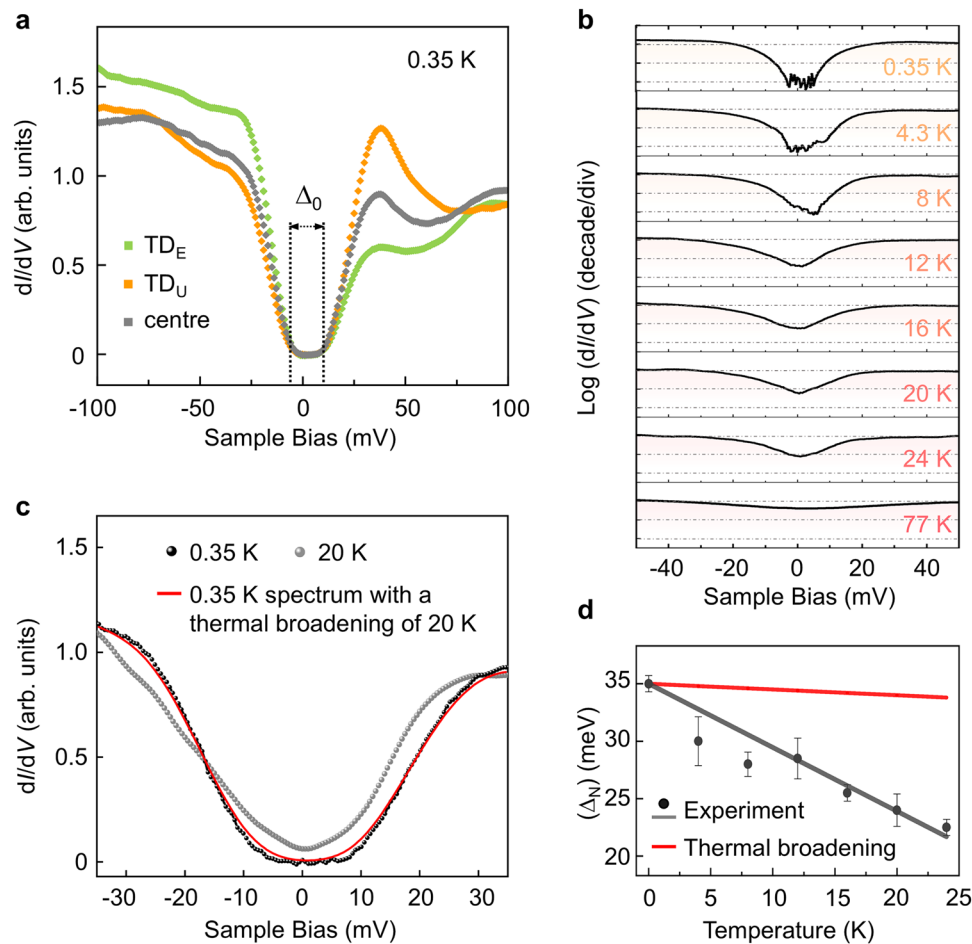 a
0.35 K
dI/dV (arb. units)
1.5
1.0
0.5
0
Δ0
TDE
TDU
centre
-100
-50
0
50
100
Sample Bias (mV)
b
Log (dI/dV) (decade/div)
0.35 K
4.3 K
8 K
12 K
16 K
20 K
24 K
77 K
-40
-20
0
20
40
Sample Bias (mV)
c
dI/dV (arb. units)
1.5
1.0
0.5
0
0.35 K
20 K
0.35 K spectrum with a
thermal broadening of 20 K
-30
-20
-10
0
10
20
30
Sample Bias (mV)
d
(ΔN) (meV)
35
30
25
20
Experiment
Thermal broadening
0
5
10
15
20
25
Temperature (K)